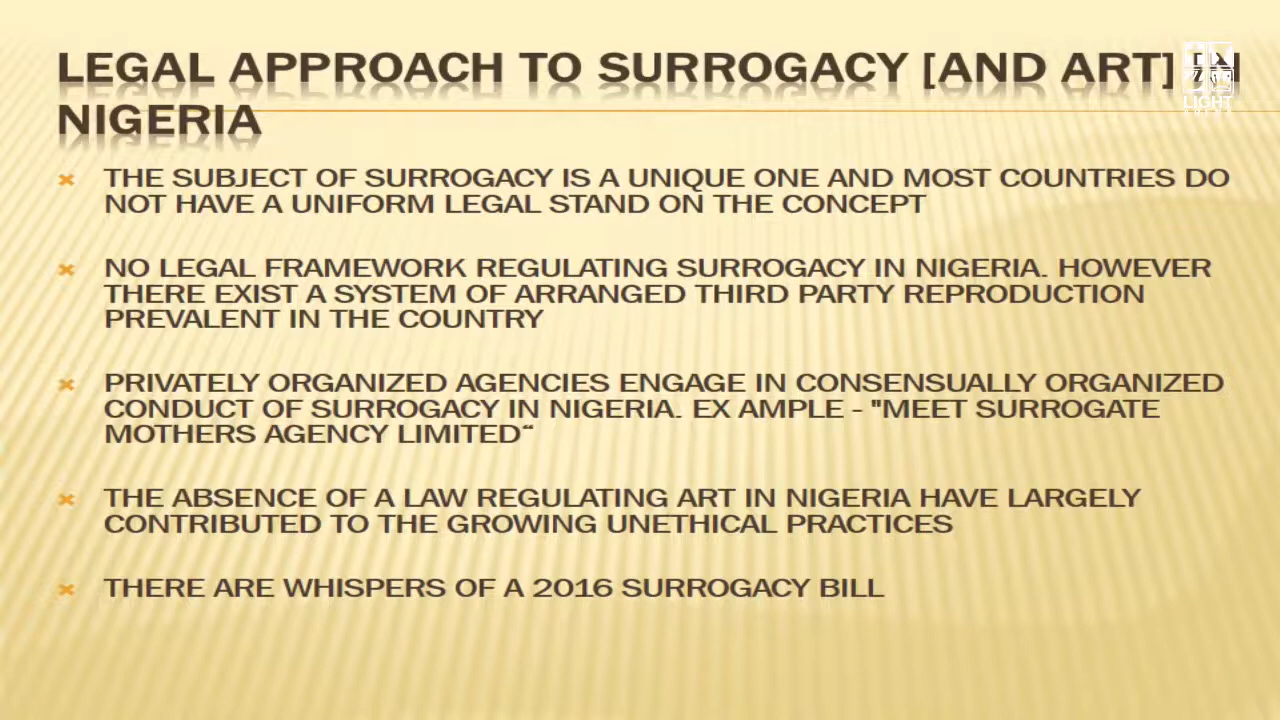 LEGAL APPROACH TO SURROGACY [AND ART] IN
NIGERIA
LIGHT
THE SUBJECT OF SURROGACY IS A UNIQUE ONE AND MOST COUNTRIES DO
NOT HAVE A UNIFORM LEGAL STAND ON THE CONCEPT
NO LEGAL FRAMEWORK REGULATING SURROGACY IN NIGERIA. HOWEVER
THERE EXIST A SYSTEM OF ARRANGED THIRD PARTY REPRODUCTION
PREVALENT IN THE COUNTRY
PRIVATELY ORGANIZED AGENCIES ENGAGE IN CONSENSUALLY ORGANIZED
CONDUCT OF SURROGACY IN NIGERIA. EX AMPLE - "MEET SURROGATE
MOTHERS AGENCY LIMITED“
THE ABSENCE OF A LAW REGULATING ART IN NIGERIA HAVE LARGELY
CONTRIBUTED TO THE GROWING UNETHICAL PRACTICES
THERE ARE WHISPERS OF A 2016 SURROGACY BILL